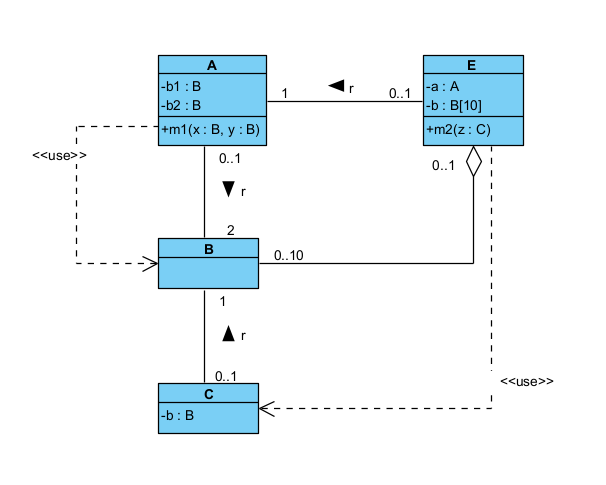 A
-b1 : B
-b2 : B
+m1(x : B, y : B)
1
r
0..1
E
-a : A
-b : B[10]
+m2(z : C)
<<use>>
0..1
r
2
0..1
B
0..10
1
r
0..1
C
-b : B
<<use>>